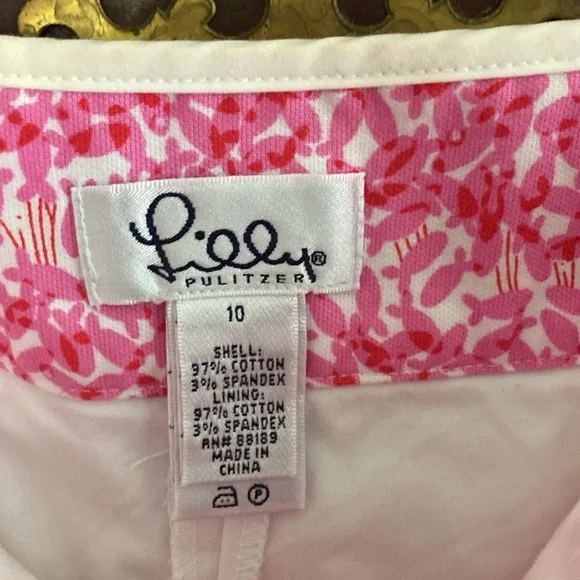 Lilly®
PULITZER
10
SHELL:
97% COTTON
3% SPANDEX
LINING:
97% COTTON
3% SPANDEX
RN# 88189
MADE IN
CHINA
P